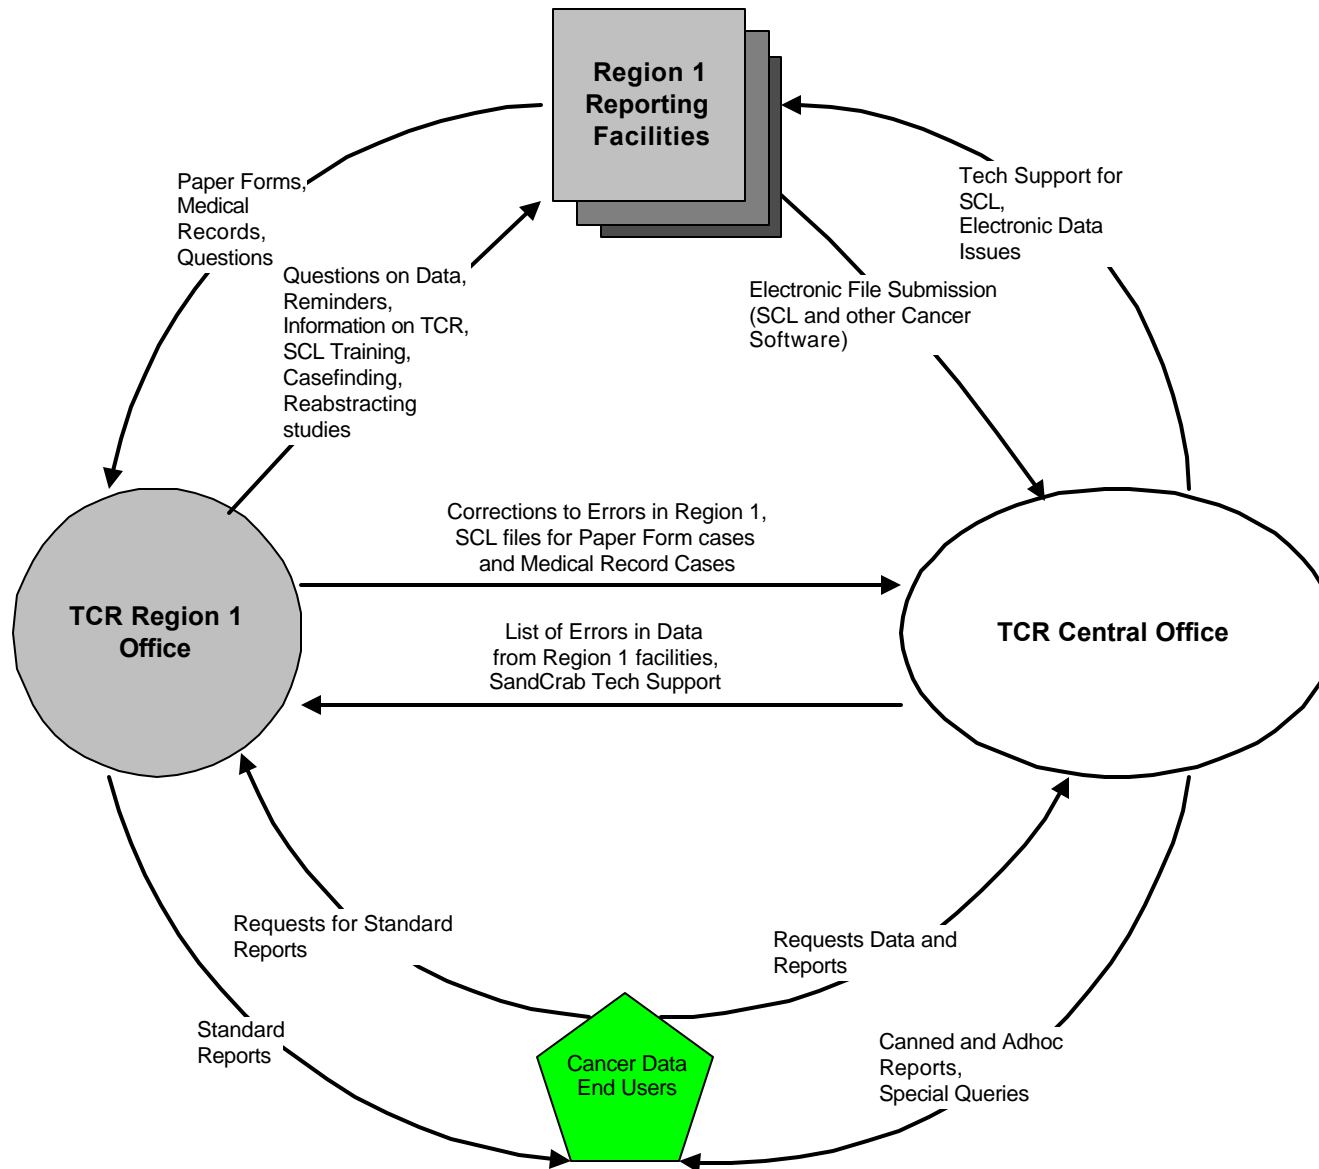 Region 1
Reporting
Facilities
Paper Forms,
Medical
Records,
Questions
Tech Support for
SCL,
Electronic Data
Issues
Questions on Data,
Reminders,
Information on TCR,
SCL Training,
Casefinding,
Reabstracting
studies
Electronic File Submission
(SCL and other Cancer
Software)
Corrections to Errors in Region 1,
SCL files for Paper Form cases
and Medical Record Cases
TCR Region 1
Office
TCR Central Office
List of Errors in Data
from Region 1 facilities,
SandCrab Tech Support
Requests for Standard
Reports
Requests Data and
Reports
Standard
Reports
Cancer Data
End Users
Canned and Adhoc
Reports,
Special Queries